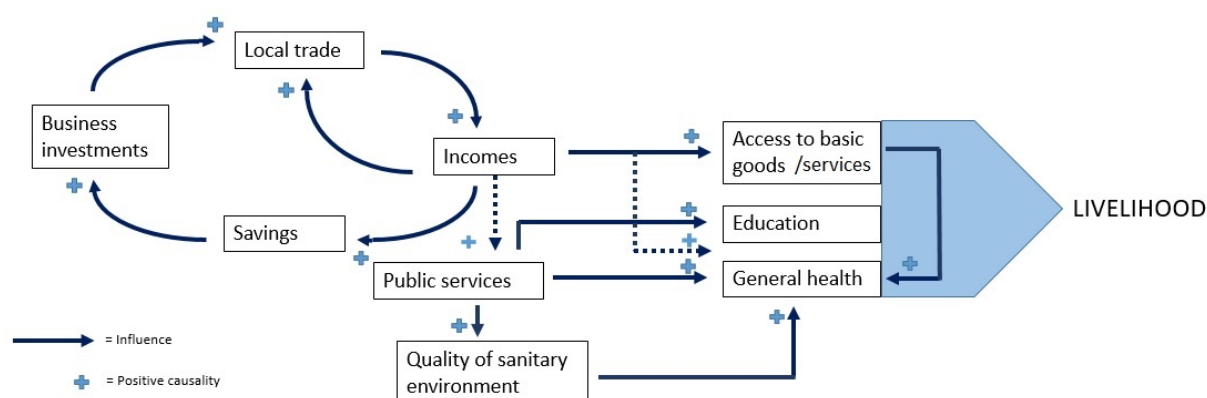 Local trade
Business
investments
Incomes
Access to basic
goods /services
LIVELIHOOD
Education
Savings
Public services
General health
= Influence
Quality of sanitary
environment
= Positive causality